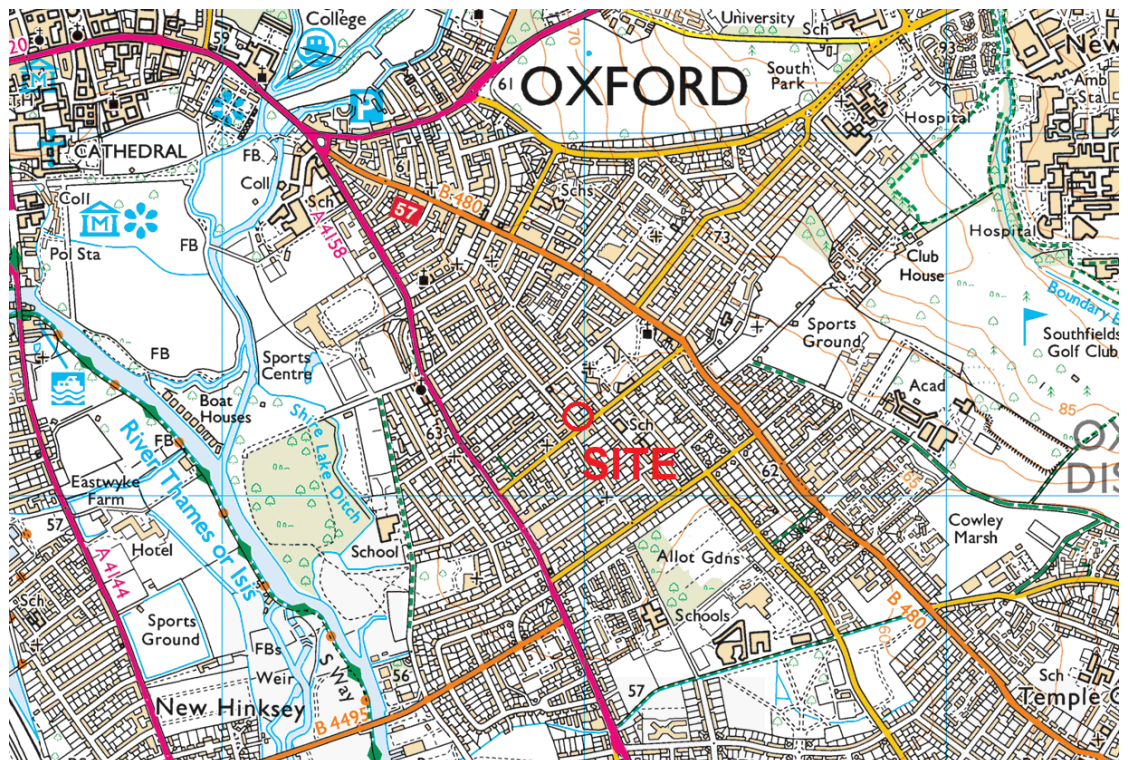 College
University
Sch
20
59
93
New
70
South
Park
61
OXFORD
Amb
Sta
Hospital
P
M
CATHEDRAL
FB
Coll
Schs
B 480
57
Sch
A 4158
Coll
M
Pol Sta
FB
73
Hospital
Club
House
Boundary B
Sports
Ground
Southfields
Golf Club
FB
Sports
Centre
Acad
Boat
Houses
85
Shire Lake Ditch
63
Sch
SITE
FB
River Thames or Isis
62
65
OX
DIS
Eastwyke
Farm
57
Hotel
School
Cowley
Marsh
A 4144
Allot Gdns
Sch
Sports
Ground
Schools
B 480
60
FBs
Weir
S Way
56
57
Sch
New Hinksey
B 4495
Temple C